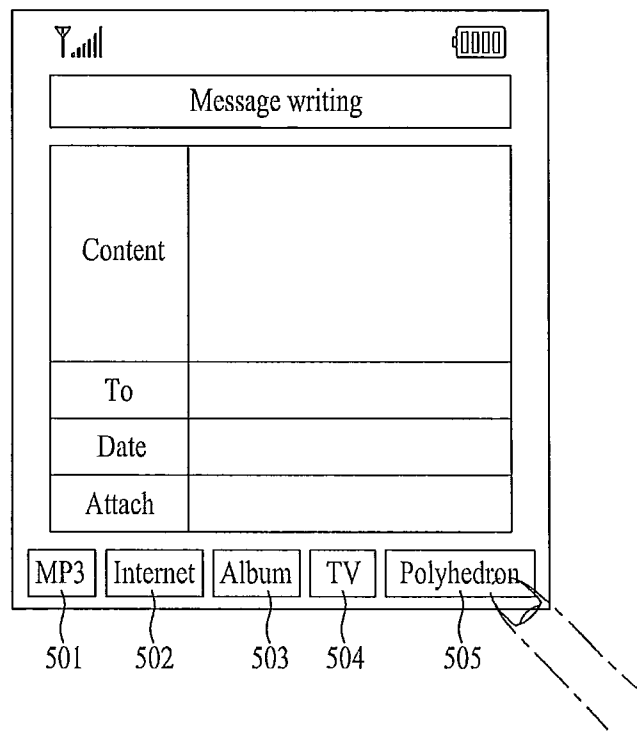 Message writing
Content
To
Date
Attach
MP3 Internet Album TV Polyhedron
501 502 503 504 505